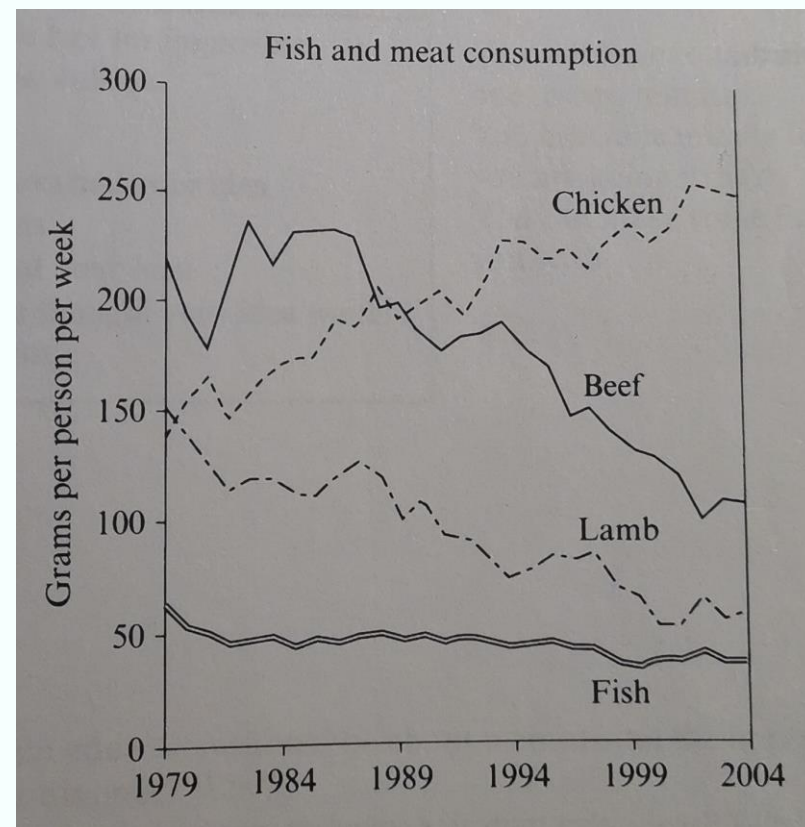 Fish and meat consumption
300
250
200
150
100
50
0
Grams per person per week
Chicken
Beef
Lamb
Fish
1979 1984 1989 1994 1999 2004